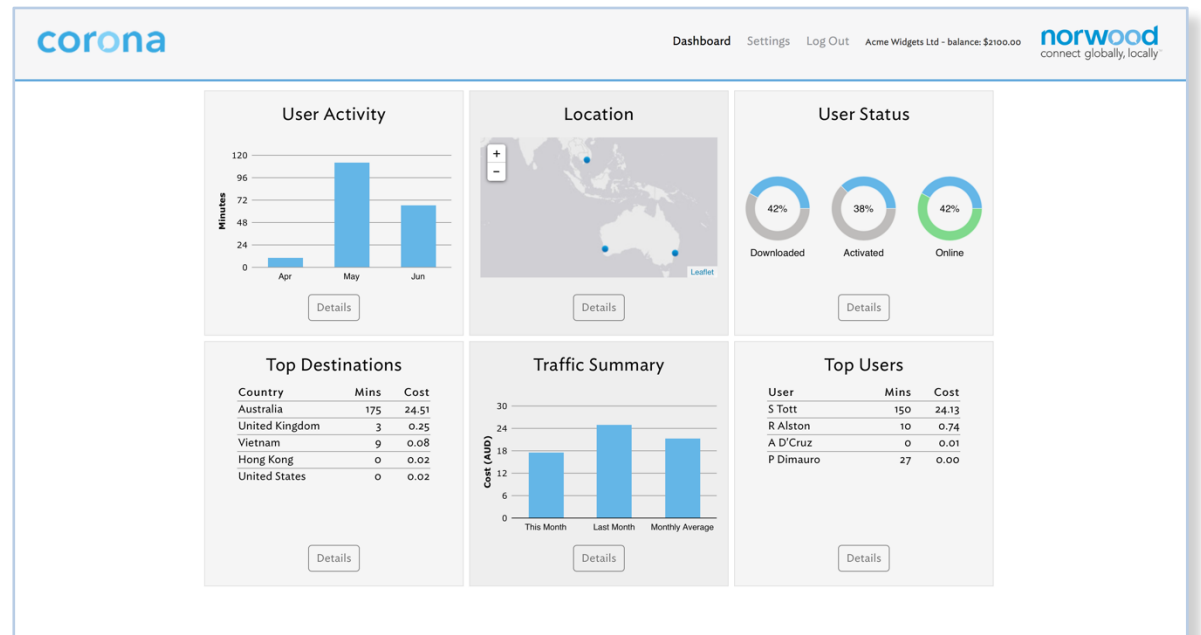 corona
Dashboard Settings Log Out Acme Widgets Ltd - balance: $2100.00
norwood
connect globally, locally™
User Activity
120
96
72
48
24
0
Minutes
Apr May Jun
Details
Location
+
-
Leaflet
Details
User Status
42% 38% 42%
Downloaded Activated Online
Details
Top Destinations
Country Mins Cost
Australia 175 24.51
United Kingdom 3 0.25
Vietnam 9 0.08
Hong Kong 0 0.02
United States 0 0.02
Details
Traffic Summary
30
24
18
12
6
0
Cost (AUD)
This Month Last Month Monthly Average
Details
Top Users
User Mins Cost
S Tott 150 24.13
R Alston 10 0.74
A D'Cruz 0 0.01
P Dimauro 27 0.00
Details